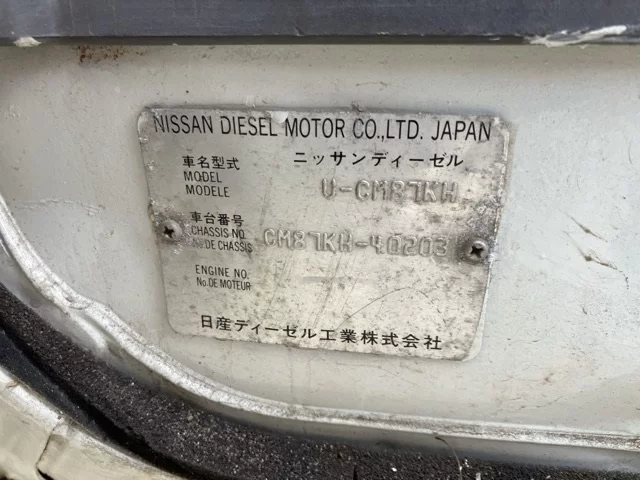 NISSAN DIESEL MOTOR CO.,LTD. JAPAN
車名型式 ニッサンディーゼル
MODEL
MODELE U-CM87KH
車台番号
CHASSIS NO.
No DE CHASSIS CM87KH-40203
ENGINE NO.
No.DE MOTEUR
日産ディーゼル工業株式会社